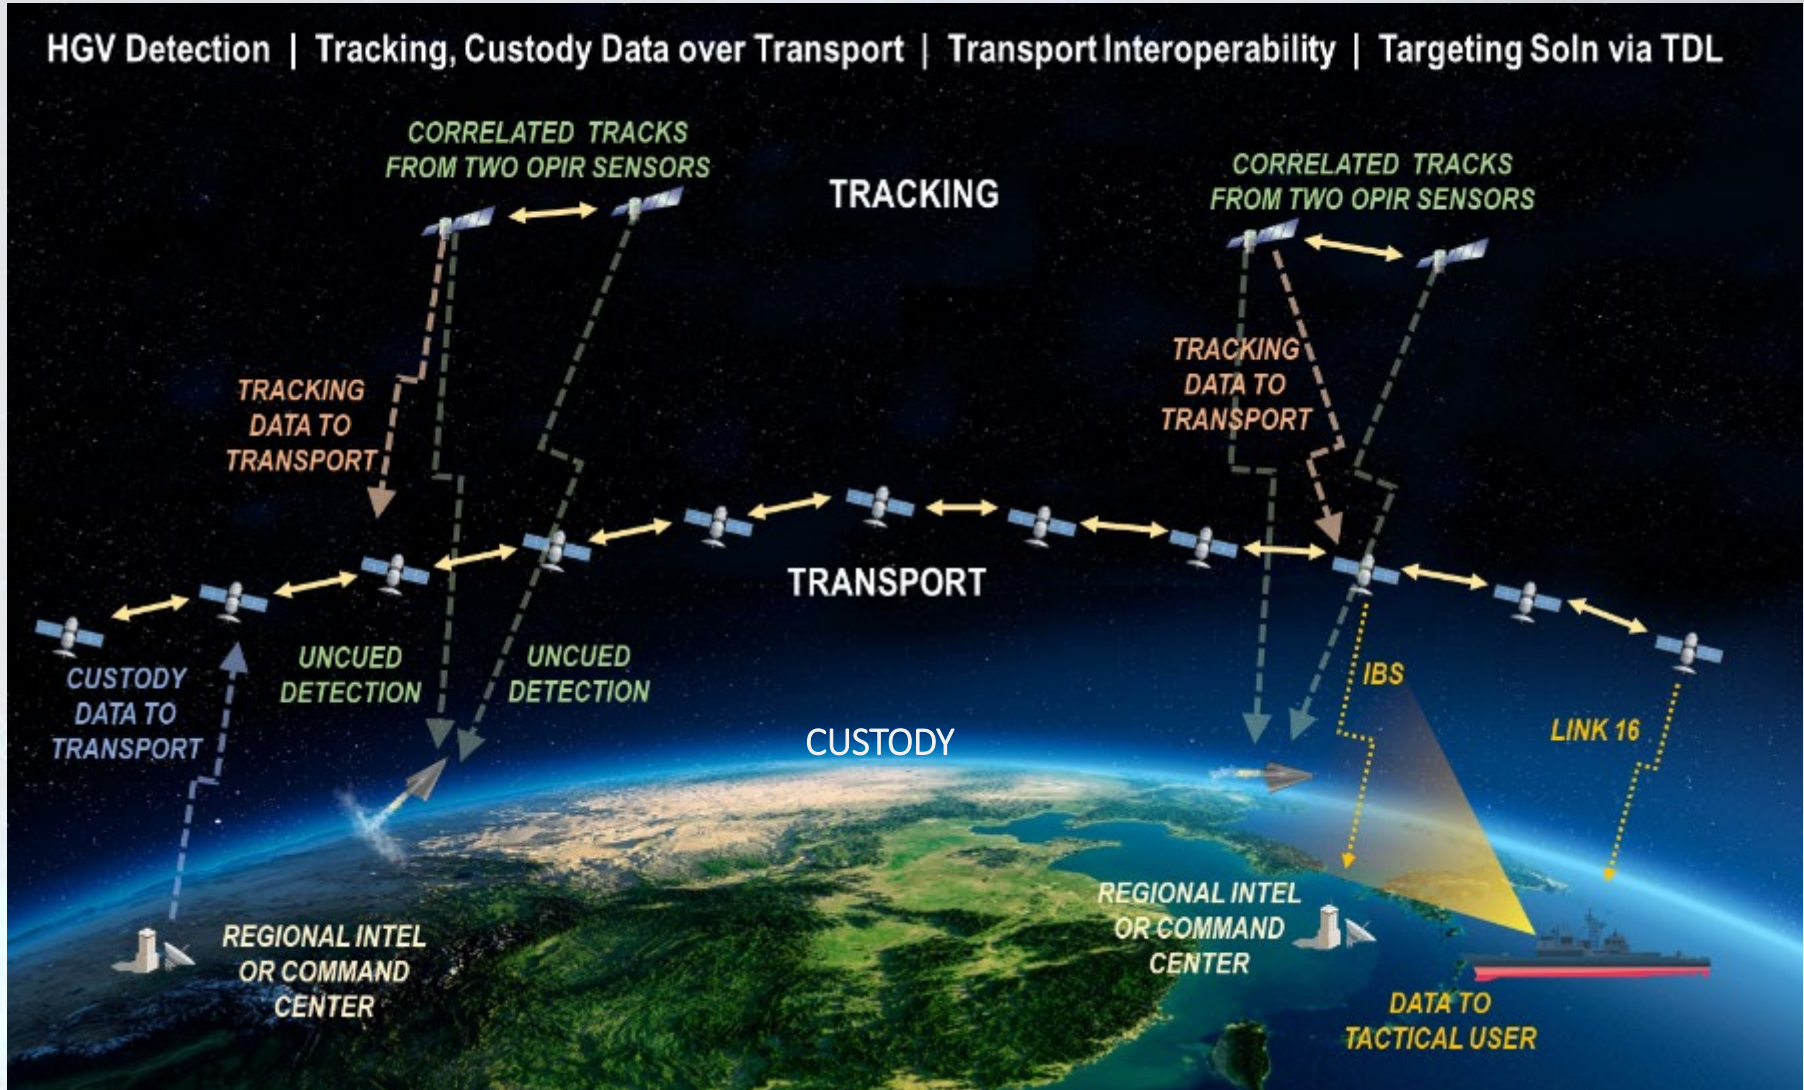 HGV Detection | Tracking, Custody Data over Transport | Transport Interoperability | Targeting Soln via TDL
CORRELATED TRACKS
FROM TWO OPIR SENSORS
TRACKING
CORRELATED TRACKS
FROM TWO OPIR SENSORS
TRACKING
DATA TO
TRANSPORT
TRACKING
DATA TO
TRANSPORT
TRANSPORT
CUSTODY
DATA TO
TRANSPORT
UNCUED
DETECTION
UNCUED
DETECTION
IBS
LINK 16
CUSTODY
REGIONAL INTEL
OR COMMAND
CENTER
REGIONAL INTEL
OR COMMAND
CENTER
DATA TO
TACTICAL USER